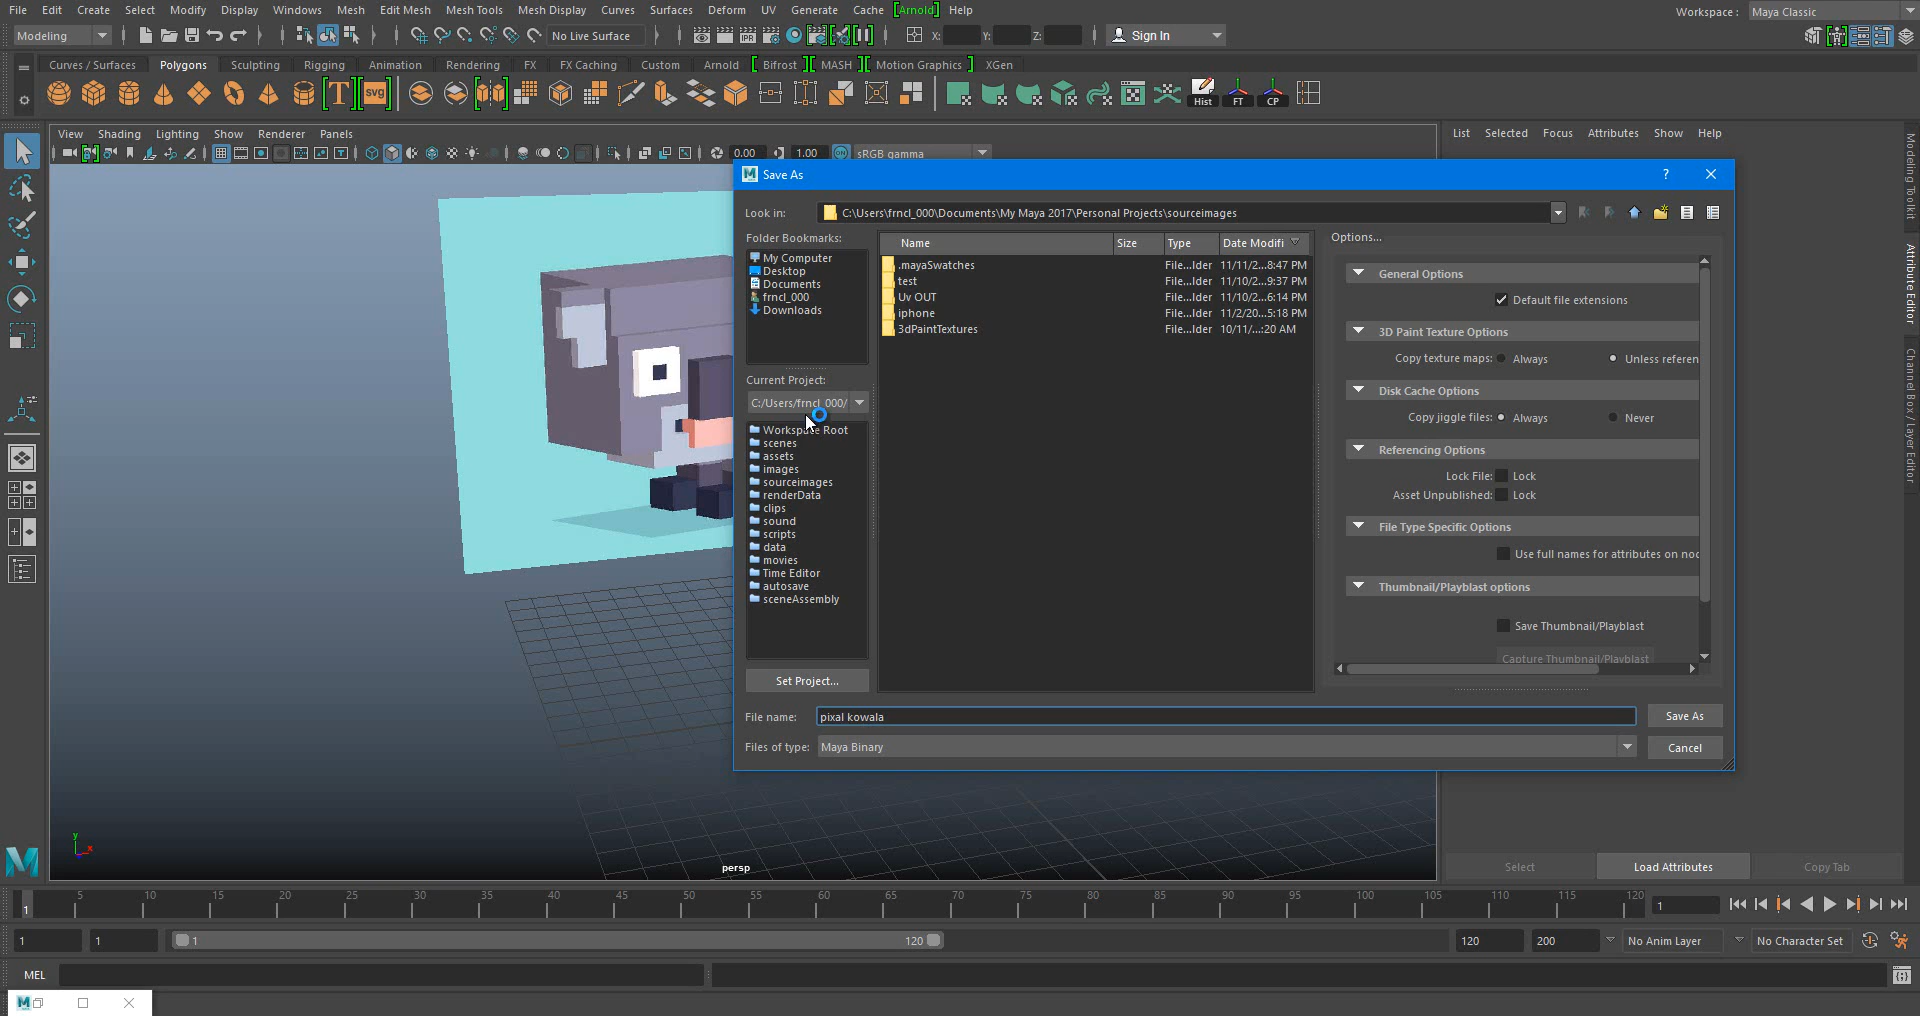 File Edit Create Select Modify Display Windows Mesh Edit Mesh Mesh Tools Mesh Display Curves Surfaces Deform UV Generate Cache [Arnold] Help
Workspace : Maya Classic
Modeling No Live Surface IPR X: Y: Z: Sign In
Curves / Surfaces Polygons Sculpting Rigging Animation Rendering FX FX Caching Custom Arnold [ Bifrost ][ MASH ][ Motion Graphics ] XGen
T SVG Hist FT CP
View Shading Lighting Show Renderer Panels
0.00 1.00 ON sRGB gamma
List Selected Focus Attributes Show Help
Modeling Toolkit
Attribute Editor
Channel Box / Layer Editor
Save As ?
Look in: C:\Users\frncl_000\Documents\My Maya 2017\Personal Projects\sourceimages
Folder Bookmarks:
My Computer
Desktop
Documents
frncl_000
Downloads
Current Project:
C:/Users/frncl_000/
Workspace Root
scenes
assets
images
sourceimages
renderData
clips
sound
scripts
data
movies
Time Editor
autosave
sceneAssembly
Set Project...
Name Size Type Date Modifi
.mayaSwatches File...lder 11/11/2...8:47 PM
test File...lder 11/10/2...9:37 PM
Uv OUT File...lder 11/10/2...6:14 PM
iphone File...lder 11/2/20...5:18 PM
3dPaintTextures File...lder 10/11/...:20 AM
Options...
General Options
Default file extensions
3D Paint Texture Options
Copy texture maps: Always Unless referen
Disk Cache Options
Copy jiggle files: Always Never
Referencing Options
Lock File: Lock
Asset Unpublished: Lock
File Type Specific Options
Use full names for attributes on noc
Thumbnail/Playblast options
Save Thumbnail/Playblast
Capture Thumbnail/Playblast
File name: pixal kowala Save As
Files of type: Maya Binary Cancel
y x
persp
Select Load Attributes Copy Tab
1 5 10 15 20 25 30 35 40 45 50 55 60 65 70 75 80 85 90 95 100 105 110 115 120 1
1 1 1 120 120 200 No Anim Layer No Character Set
MEL